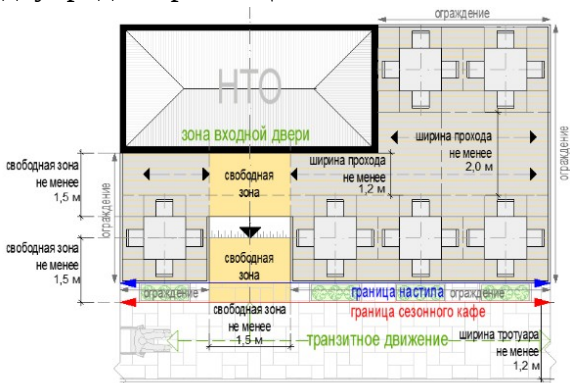 ограждение
НТО
ограждение
зона входной двери
свободная зона
не менее
1,5 м
ограждение
свободная
зона
ширина прохода
не менее
1,2 м
ширина прохода
не менее
2,0 м
свободная зона
не менее
1,5 м
свободная
зона
ограждение
граница настила
ограждение
граница сезонного кафе
свободная зона
не менее
1,5 м
транзитное движение
ширина тротуара
не менее
1,2 м